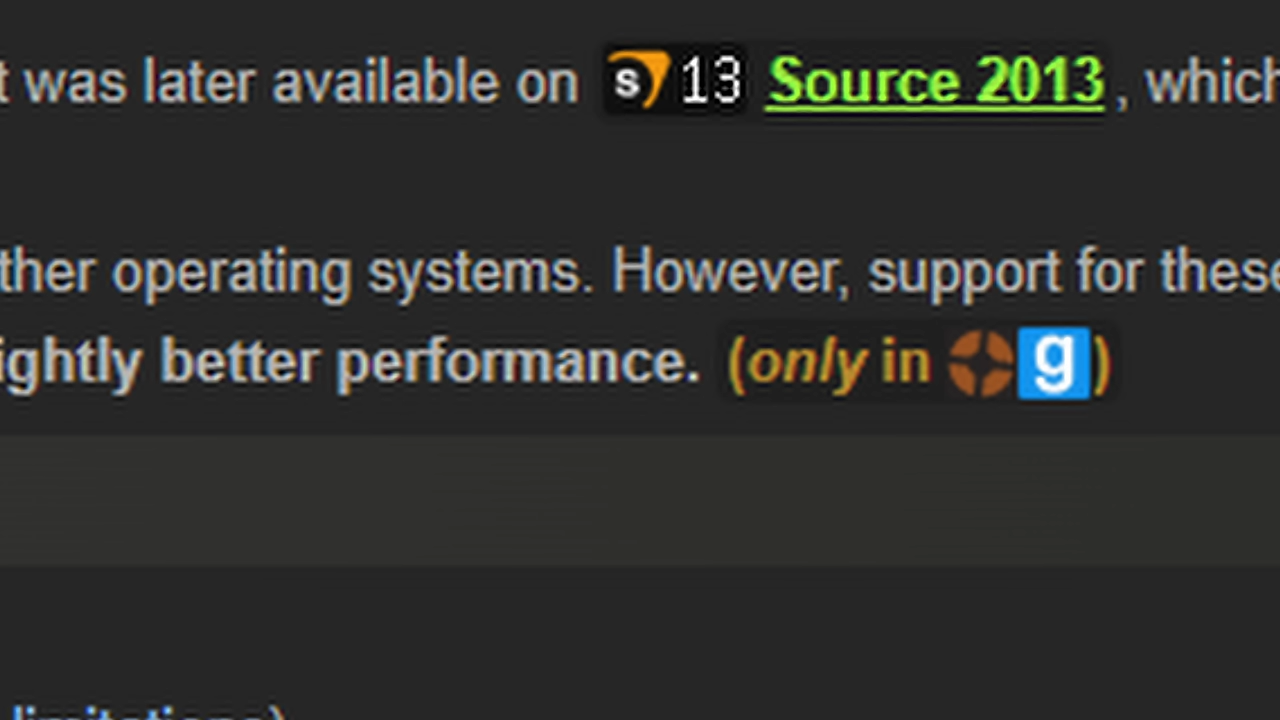 t was later available on s 13 Source 2013, which
ther operating systems. However, support for these
ightly better performance. (only in g)
limitations)